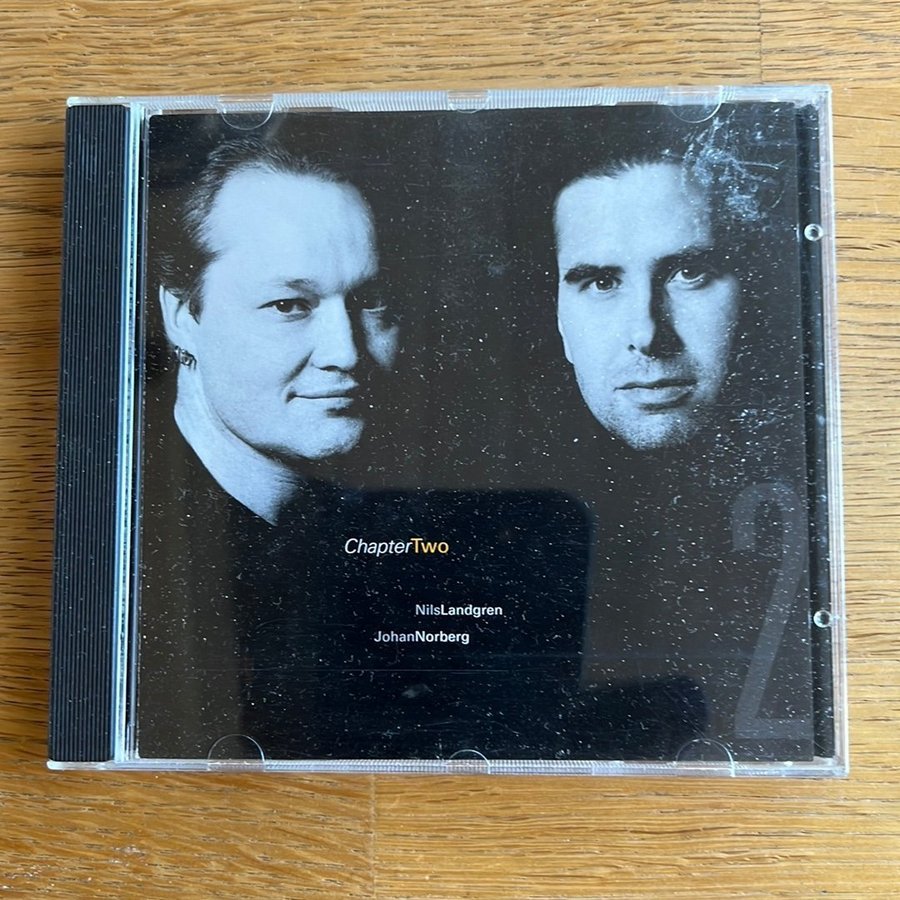 ChapterTwo
NilsLandgren
JohanNorberg
2